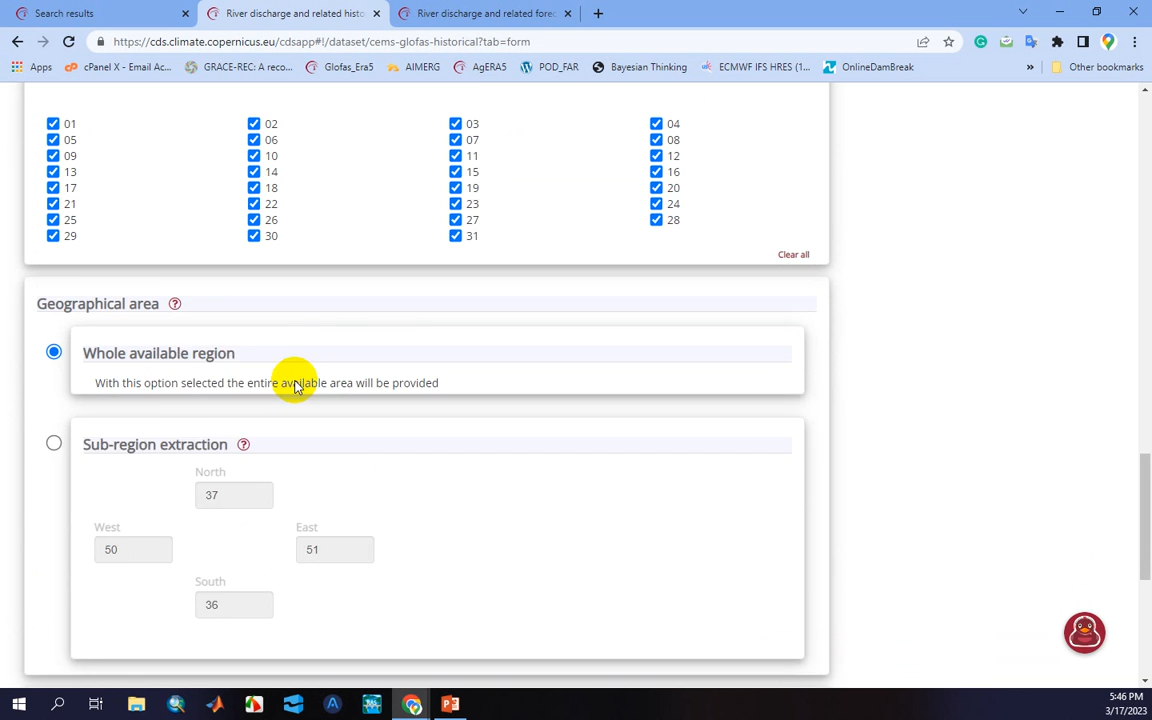 Search results
River discharge and related histo
River discharge and related forec
https://cds.climate.copernicus.eu/cdsapp#!/dataset/cems-glofas-historical?tab=form
Apps
cPanel X - Email Ac...
GRACE-REC: A reco...
Glofas_Era5
AIMERG
AgERA5
POD_FAR
Bayesian Thinking
ECMWF IFS HRES (1...
OnlineDamBreak
»
Other bookmarks
01 02 03 04
05 06 07 08
09 10 11 12
13 14 15 16
17 18 19 20
21 22 23 24
25 26 27 28
29 30 31
Clear all
Geographical area ?
Whole available region
With this option selected the entire available area will be provided
Sub-region extraction ?
North
37
West East
50 51
South
36
5:46 PM
3/17/2023